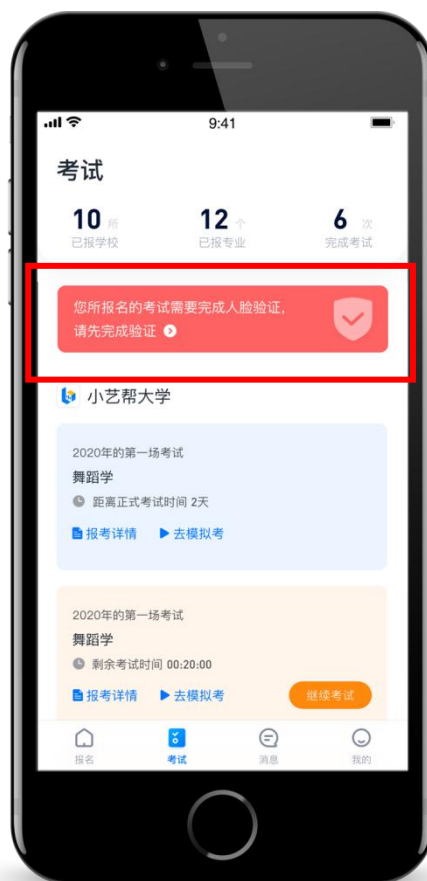 9:41
考试
10 所
12 个
6 次
已报学校
已报专业
完成考试
您所报名的考试需要完成人脸验证，
请先完成验证
小艺帮大学
2020年的第一场考试
舞蹈学
距离正式考试时间 2天
报考详情 去模拟考
2020年的第一场考试
舞蹈学
剩余考试时间 00:20:00
报考详情 去模拟考
继续考试
报名
考试
消息
我的